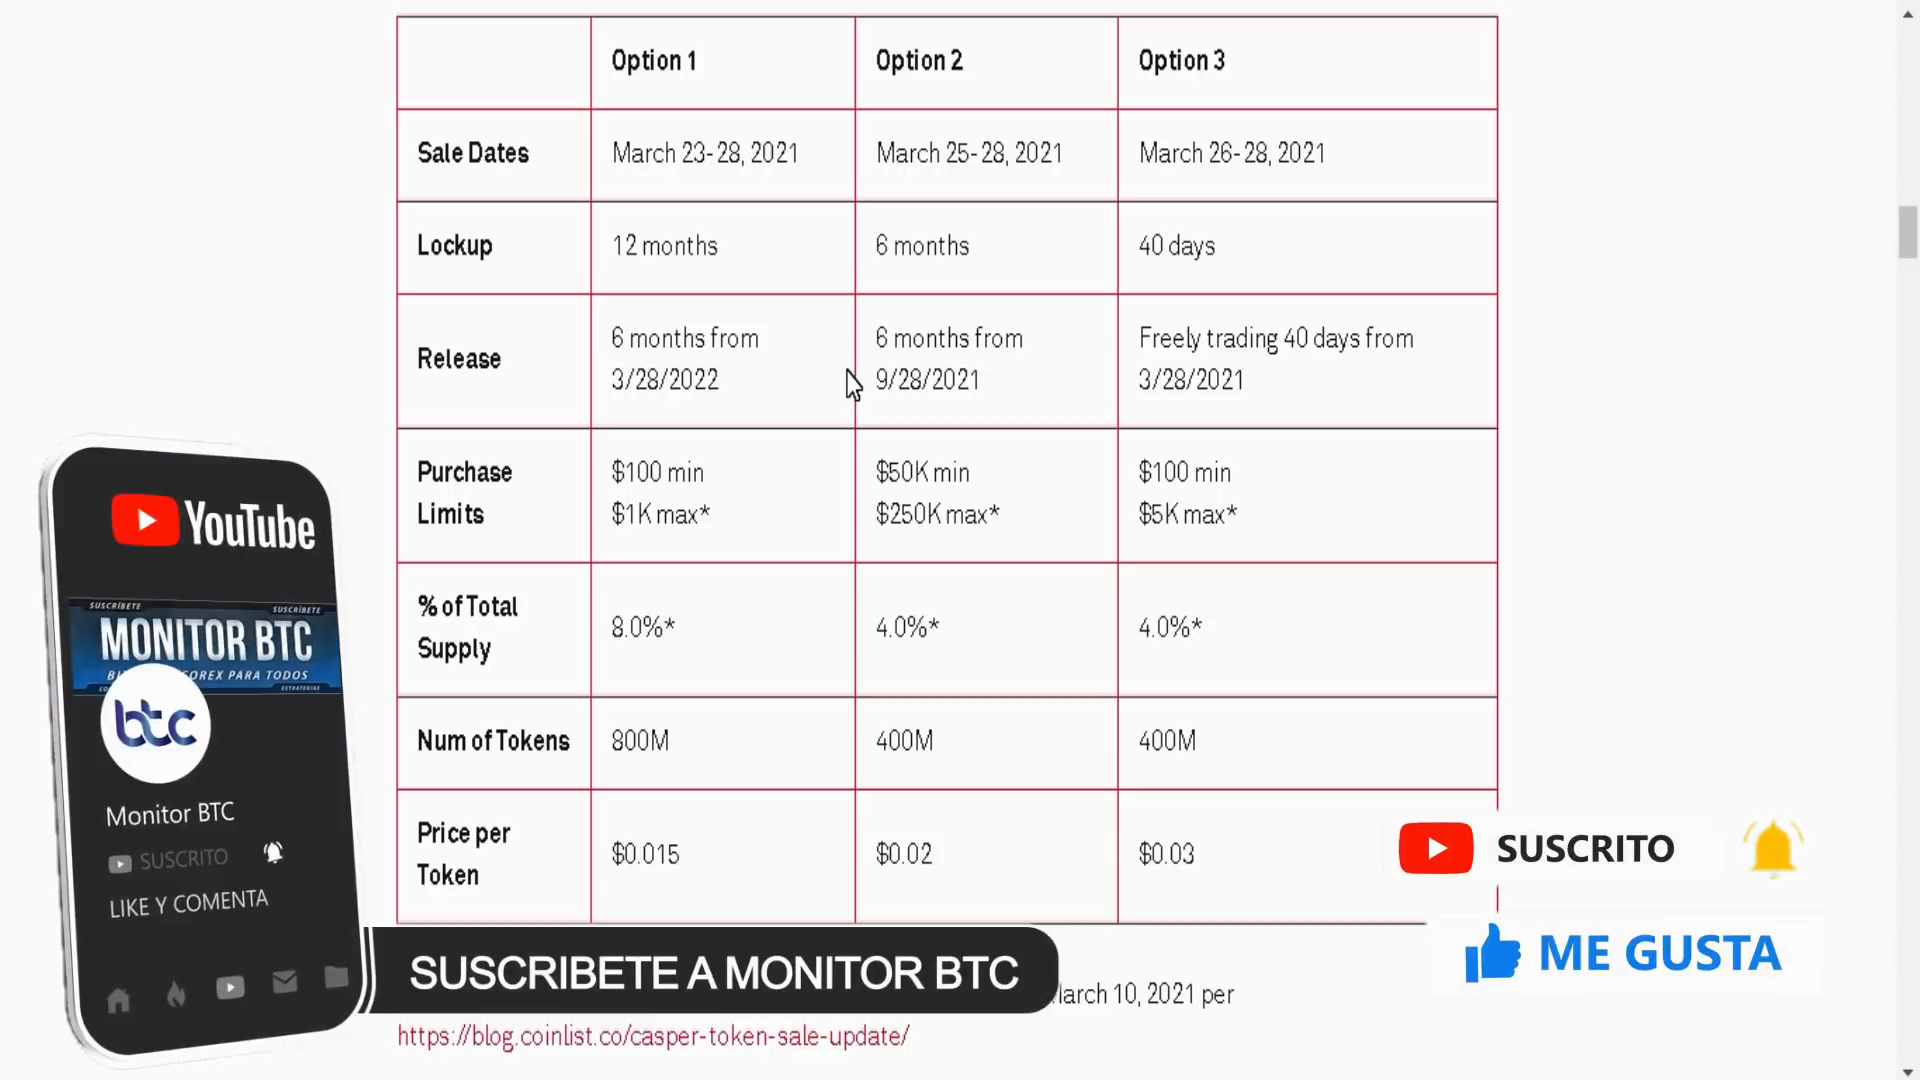 Option 1 Option 2 Option 3
Sale Dates March 23-28, 2021 March 25-28, 2021 March 26-28, 2021
Lockup 12 months 6 months 40 days
Release 6 months from 3/28/2022 6 months from 9/28/2021 Freely trading 40 days from 3/28/2021
Purchase Limits $100 min $1K max* $50K min $250K max* $100 min $5K max*
% of Total Supply 8.0%* 4.0%* 4.0%*
Num of Tokens 800M 400M 400M
Price per Token $0.015 $0.02 $0.03
March 10, 2021 per
https://blog.coinlist.co/casper-token-sale-update/
YouTube
SUSCRÍBETE SUSCRÍBETE
MONITOR BTC
FOREX PARA TODOS
ESTRATEGIAS
btc
Monitor BTC
SUSCRITO
LIKE Y COMENTA
SUSCRIBETE A MONITOR BTC
SUSCRITO
ME GUSTA